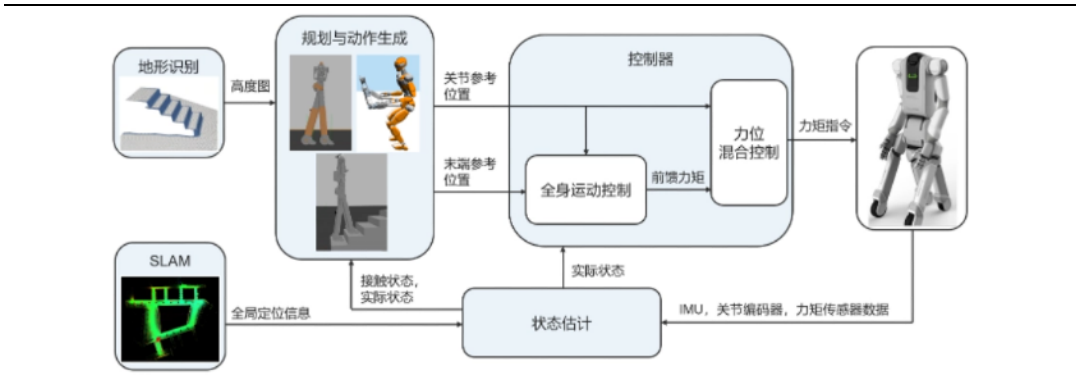 规划与动作生成
地形识别
高度图
关节参考
位置
控制器
力位
混合控制
力矩指令
末端参考
位置
全身运动控制
前馈力矩
SLAM
接触状态，
实际状态
实际状态
全局定位信息
状态估计
IMU，关节编码器，力矩传感器数据